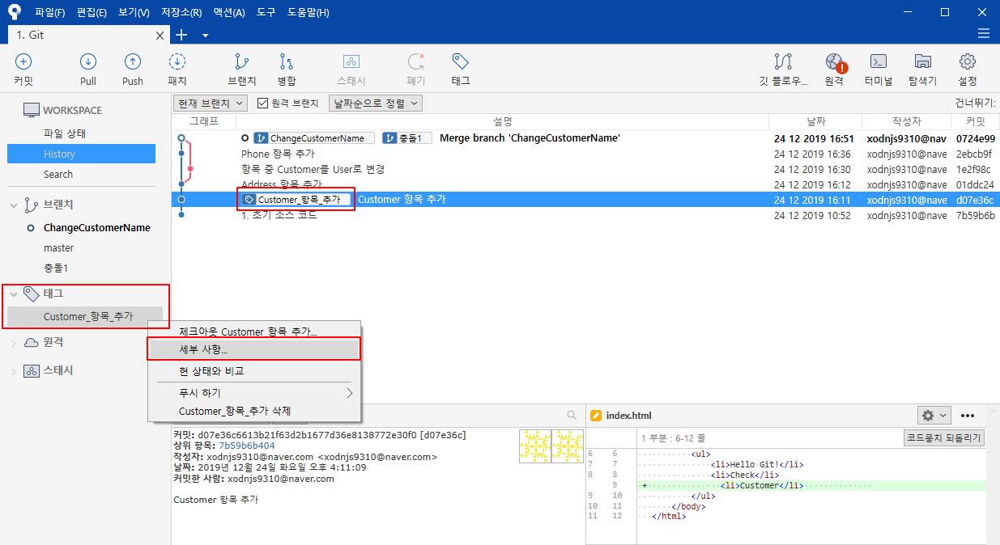 파일(F) 편집(E) 보기(V) 저장소(R) 액션(A) 도구 도움말(H)
1. Git
커밋 Pull Push 패치 브랜치 병합 스태시 폐기 태그 깃 플로우... 원격 터미널 탐색기 설정
WORKSPACE
파일 상태
History
Search
브랜치
ChangeCustomerName
master
충돌1
태그
Customer_항목_추가
원격
스태시
현재 브랜치 원격 브랜치 날짜순으로 정렬 건너뛰기:
그래프 설명 날짜 작성자 커밋
ChangeCustomerName 충돌1 Merge branch 'ChangeCustomerName' 24 12 2019 16:51 xodnjs9310@nav 0724e99
Phone 항목 추가 24 12 2019 16:36 xodnjs9310@nave 2ebcb9f
항목 중 Customer를 User로 변경 24 12 2019 16:30 xodnjs9310@nave 1e2f98c
Address 항목 추가 24 12 2019 16:12 xodnjs9310@nave 01ddc24
Customer_항목_추가 Customer 항목 추가 24 12 2019 16:11 xodnjs9310@nave d07e36c
1. 초기 소스 코드 24 12 2019 10:52 xodnjs9310@nave 7b59b6b
체크아웃 Customer 항목 추가...
세부 사항...
현 상태와 비교
푸시 하기
Customer_항목_추가 삭제
커밋: d07e36c6613b21f63d2b1677d36e8138772e30f0 [d07e36c]
상위 항목: 7b59b6b404
작성자: xodnjs9310@naver.com <xodnjs9310@naver.com>
날짜: 2019년 12월 24일 화요일 오후 4:11:09
커밋한 사람: xodnjs9310@naver.com
Customer 항목 추가
index.html
1 부분 : 6-12 줄 코드뭉치 되돌리기
6 6 <ul>
7 7 <li>Hello Git!</li>
8 8 <li>Check</li>
9 + <li>Customer</li>
9 10 </ul>
10 11 </body>
11 12 </html>